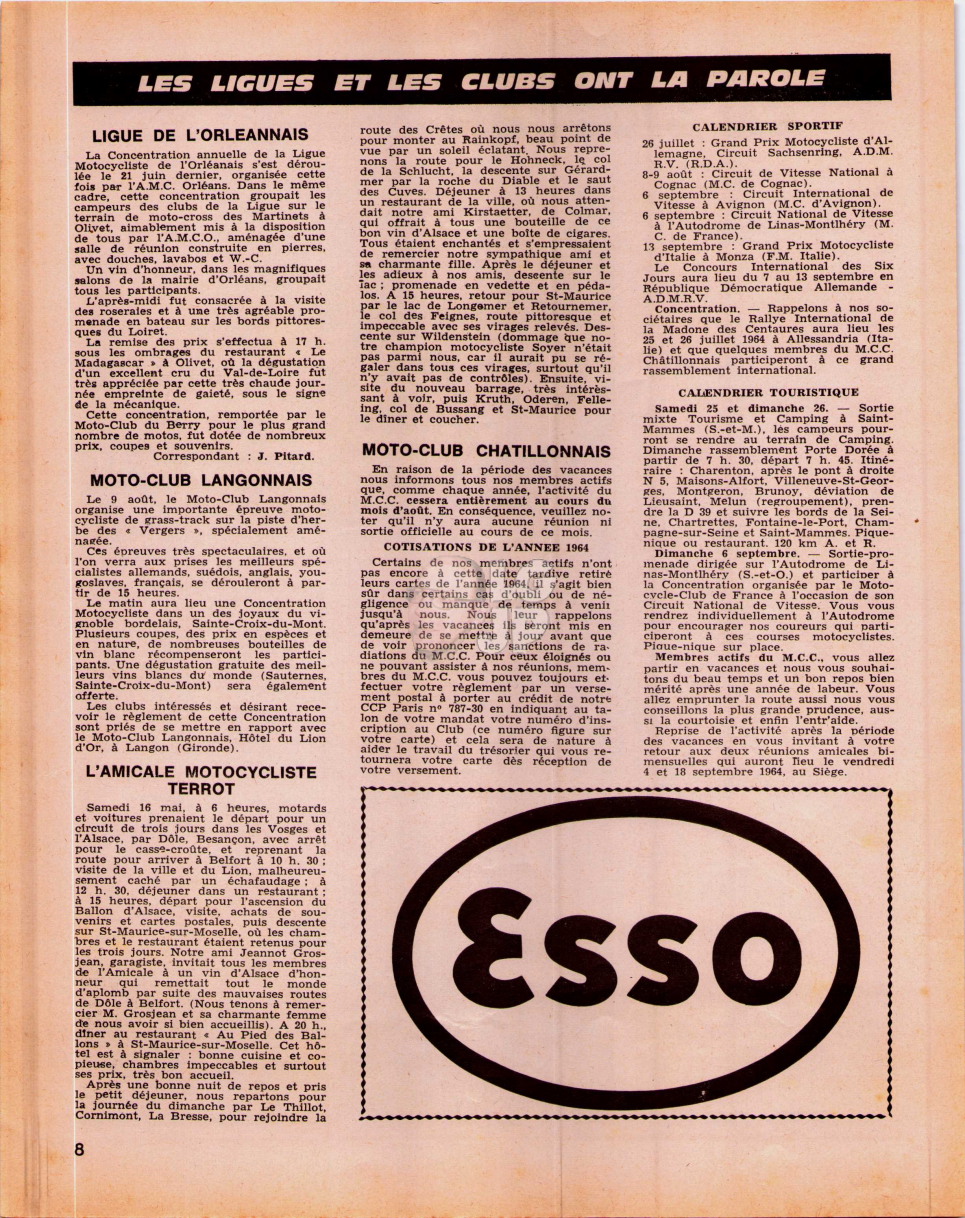 LES LIGUES ET LES CLUBS ONT LA PAROLE
LIGUE DE L'ORLEANNAIS
La Concentration annuelle de la Ligue
Motocycliste de l'Orléanais s'est dérou-
lée le 21 juin dernier, organisée cette
fois par l'A.M.C. Orléans. Dans le même
cadre, cette concentration groupait les
campeurs des clubs de la Ligue sur le
terrain de moto-cross des Martinets à
Olivet, aimablement mis à la disposition
de tous par l'A.M.C.O., aménagée d'une
salle de réunion construite en pierres,
avec douches, lavabos et W.-C.
Un vin d'honneur, dans les magnifiques
salons de la mairie d'Orléans, groupait
tous les participants.
L'après-midi fut consacrée à la visite
des roseraies et à une très agréable pro-
menade en bateau sur les bords pittores-
ques du Loiret.
La remise des prix s'effectua à 17 h.
sous les ombrages du restaurant « Le
Madagascar » à Olivet, où la dégustation
d'un excellent cru du Val-de-Loire fut
très appréciée par cette très chaude jour-
née empreinte de gaieté, sous le signe
de la mécanique.
Cette concentration, remportée par le
Moto-Club du Berry pour le plus grand
nombre de motos, fut dotée de nombreux
prix, coupes et souvenirs.
Correspondant : J. Pitard.
MOTO-CLUB LANGONNAIS
Le 9 août, le Moto-Club Langonnais
organise une importante épreuve moto-
cycliste de grass-track sur la piste d'her-
be des « Vergers », spécialement amé-
nagée.
Ces épreuves très spectaculaires, et où
l'on verra aux prises les meilleurs spé-
cialistes allemands, suédois, anglais, you-
goslaves, français, se dérouleront à par-
tir de 15 heures.
Le matin aura lieu une Concentration
Motocycliste dans un des joyaux du vi-
gnoble bordelais, Sainte-Croix-du-Mont.
Plusieurs coupes, des prix en espèces et
en nature, de nombreuses bouteilles de
vin blanc récompenseront les partici-
pants. Une dégustation gratuite des meil-
leurs vins blancs du monde (Sauternes,
Sainte-Croix-du-Mont) sera également
offerte.
Les clubs intéressés et désirant rece-
voir le règlement de cette Concentration
sont priés de se mettre en rapport avec
le Moto-Club Langonnais, Hôtel du Lion
d'Or, à Langon (Gironde).
L'AMICALE MOTOCYCLISTE
TERROT
Samedi 16 mai, à 6 heures, motards
et voitures prenaient le départ pour un
circuit de trois jours dans les Vosges et
l'Alsace, par Dôle, Besançon, avec arrêt
pour le casse-croûte, et reprenant la
route pour arriver à Belfort à 10 h. 30 ;
visite de la ville et du Lion, malheureu-
sement caché par un échafaudage ; à
12 h. 30, déjeuner dans un restaurant ;
à 15 heures, départ pour l'ascension du
Ballon d'Alsace, visite, achats de sou-
venirs et cartes postales, puis descente
sur St-Maurice-sur-Moselle, où les cham-
bres et le restaurant étaient retenus pour
les trois jours. Notre ami Jeannot Gros-
jean, garagiste, invitait tous les membres
de l'Amicale à un vin d'Alsace d'hon-
neur qui remettait tout le monde
d'aplomb par suite des mauvaises routes
de Dôle à Belfort. (Nous tenons à remer-
cier M. Grosjean et sa charmante femme
de nous avoir si bien accueillis). A 20 h.,
dîner au restaurant « Au Pied des Bal-
lons » à St-Maurice-sur-Moselle. Cet hô-
tel est à signaler : bonne cuisine et co-
pieuse, chambres impeccables et surtout
ses prix, très bon accueil.
Après une bonne nuit de repos et pris
le petit déjeuner, nous repartons pour
la journée du dimanche par Le Thillot,
Cornimont, La Bresse, pour rejoindre la
route des Crêtes où nous nous arrêtons
pour monter au Rainkopf, beau point de
vue par un soleil éclatant. Nous repre-
nons la route pour le Hohneck, le col
de la Schlucht, la descente sur Gérard-
mer par la roche du Diable et le saut
des Cuves. Déjeuner à 13 heures dans
un restaurant de la ville, où nous atten-
dait notre ami Kirstaetter, de Colmar,
qui offrait à tous une bouteille de ce
bon vin d'Alsace et une boîte de cigares.
Tous étaient enchantés et s'empressaient
de remercier notre sympathique ami et
sa charmante fille. Après le déjeuner et
les adieux à nos amis, descente sur le
lac ; promenade en vedette et en péda-
los. A 15 heures, retour pour St-Maurice
par le lac de Longemer et Retournemer,
le col des Feignes, route pittoresque et
impeccable avec ses virages relevés. Des-
cente sur Wildenstein (dommage que no-
tre champion motocycliste Soyer n'était
pas parmi nous, car il aurait pu se ré-
galer dans tous ces virages, surtout qu'il
n'y avait pas de contrôles). Ensuite, vi-
site du nouveau barrage, très intéres-
sant à voir, puis Kruth, Oderen, Felle-
ing, col de Bussang et St-Maurice pour
le dîner et coucher.
MOTO-CLUB CHATILLONNAIS
En raison de la période des vacances
nous informons tous nos membres actifs
que, comme chaque année, l'activité du
M.C.C. cessera entièrement au cours du
mois d'août. En conséquence, veuillez no-
ter qu'il n'y aura aucune réunion ni
sortie officielle au cours de ce mois.
COTISATIONS DE L'ANNEE 1964
Certains de nos membres actifs n'ont
pas encore à cette date tardive retiré
leurs cartes de l'année 1964, il s'agit bien
sûr dans certains cas d'oubli ou de né-
gligence ou manque de temps à venir
jusqu'à nous. Nous leur rappelons
qu'après les vacances ils seront mis en
demeure de se mettre à jour avant que
de voir prononcer les sanctions de ra-
diations du M.C.C. Pour ceux éloignés ou
ne pouvant assister à nos réunions, mem-
bres du M.C.C. vous pouvez toujours ef-
fectuer votre règlement par un verse-
ment postal à porter au crédit de notre
CCP Paris n° 787-30 en indiquant au ta-
lon de votre mandat votre numéro d'ins-
cription au Club (ce numéro figure sur
votre carte) et cela sera de nature à
aider le travail du trésorier qui vous re-
tournera votre carte dès réception de
votre versement.
CALENDRIER SPORTIF
26 juillet : Grand Prix Motocycliste d'Al-
lemagne, Circuit Sachsenring, A.D.M.
R.V. (R.D.A.).
8-9 août : Circuit de Vitesse National à
Cognac (M.C. de Cognac).
6 septembre : Circuit International de
Vitesse à Avignon (M.C. d'Avignon).
6 septembre : Circuit National de Vitesse
à l'Autodrome de Linas-Montlhéry (M.
C. de France).
13 septembre : Grand Prix Motocycliste
d'Italie à Monza (F.M. Italie).
Le Concours International des Six
Jours aura lieu du 7 au 13 septembre en
République Démocratique Allemande -
A.D.M.R.V.
Concentration. — Rappelons à nos so-
ciétaires que le Rallye International de
la Madone des Centaures aura lieu les
25 et 26 juillet 1964 à Allessandria (Ita-
lie) et que quelques membres du M.C.C.
Châtillonnais participeront à ce grand
rassemblement international.
CALENDRIER TOURISTIQUE
Samedi 25 et dimanche 26. — Sortie
mixte Tourisme et Camping à Saint-
Mammes (S.-et-M.), les campeurs pour-
ront se rendre au terrain de Camping.
Dimanche rassemblement Porte Dorée à
partir de 7 h. 30, départ 7 h. 45. Itiné-
raire : Charenton, après le pont à droite
N 5, Maisons-Alfort, Villeneuve-St-Geor-
ges, Montgeron, Brunoy, déviation de
Lieusaint, Melun (regroupement), pren-
dre la D 39 et suivre les bords de la Sei-
ne, Chartrettes, Fontaine-le-Port, Cham-
pagne-sur-Seine et Saint-Mammes. Pique-
nique ou restaurant. 120 km A. et R.
Dimanche 6 septembre. — Sortie-pro-
menade dirigée sur l'Autodrome de Li-
nas-Montlhéry (S.-et-O.) et participer à
la Concentration organisée par le Moto-
cycle-Club de France à l'occasion de son
Circuit National de Vitesse. Vous vous
rendrez individuellement à l'Autodrome
pour encourager nos coureurs qui parti-
ciperont à ces courses motocyclistes.
Pique-nique sur place.
Membres actifs du M.C.C., vous allez
partir en vacances et nous vous souhai-
tons du beau temps et un bon repos bien
mérité après une année de labeur. Vous
allez emprunter la route aussi nous vous
conseillons la plus grande prudence, aus-
si la courtoisie et enfin l'entr'aide.
Reprise de l'activité après la période
des vacances en vous invitant à votre
retour aux deux réunions amicales bi-
mensuelles qui auront lieu le vendredi
4 et 18 septembre 1964, au Siège.
Esso
8